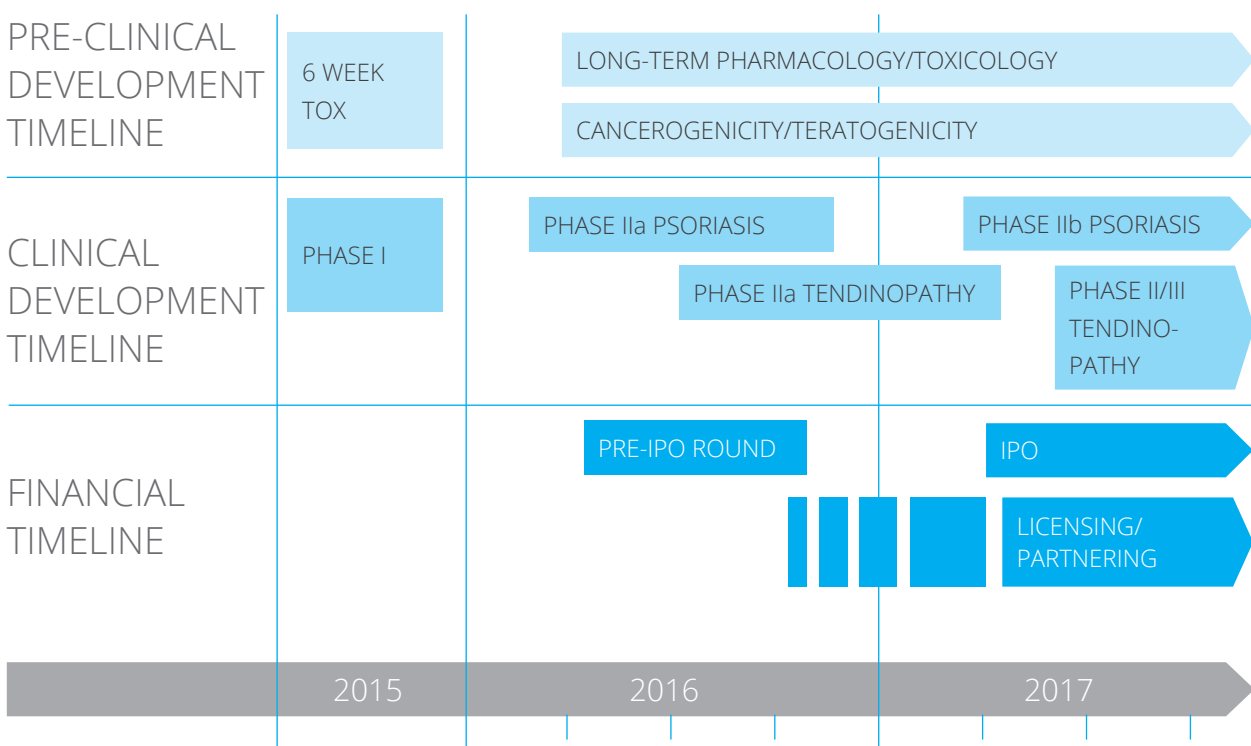 PRE-CLINICAL
DEVELOPMENT
TIMELINE
6 WEEK
TOX
LONG-TERM PHARMACOLOGY/TOXICOLOGY
CANCEROGENICITY/TERATOGENICITY
CLINICAL
DEVELOPMENT
TIMELINE
PHASE I
PHASE IIa PSORIASIS
PHASE IIb PSORIASIS
PHASE IIa TENDINOPATHY
PHASE II/III
TENDINO-
PATHY
FINANCIAL
TIMELINE
PRE-IPO ROUND
IPO
LICENSING/
PARTNERING
2015
2016
2017